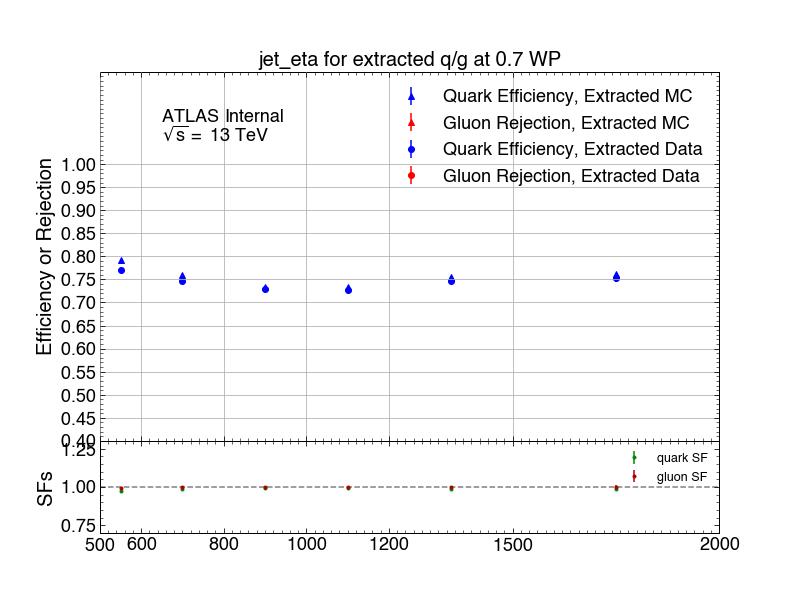 jet_eta for extracted q/g at 0.7 WP
ATLAS Internal
√s = 13 TeV
Quark Efficiency, Extracted MC
Gluon Rejection, Extracted MC
Quark Efficiency, Extracted Data
Gluon Rejection, Extracted Data
Efficiency or Rejection
1.00
0.95
0.90
0.85
0.80
0.75
0.70
0.65
0.60
0.55
0.50
0.45
0.40
SFs
1.25
1.00
0.75
quark SF
gluon SF
500 600 800 1000 1200 1500 2000